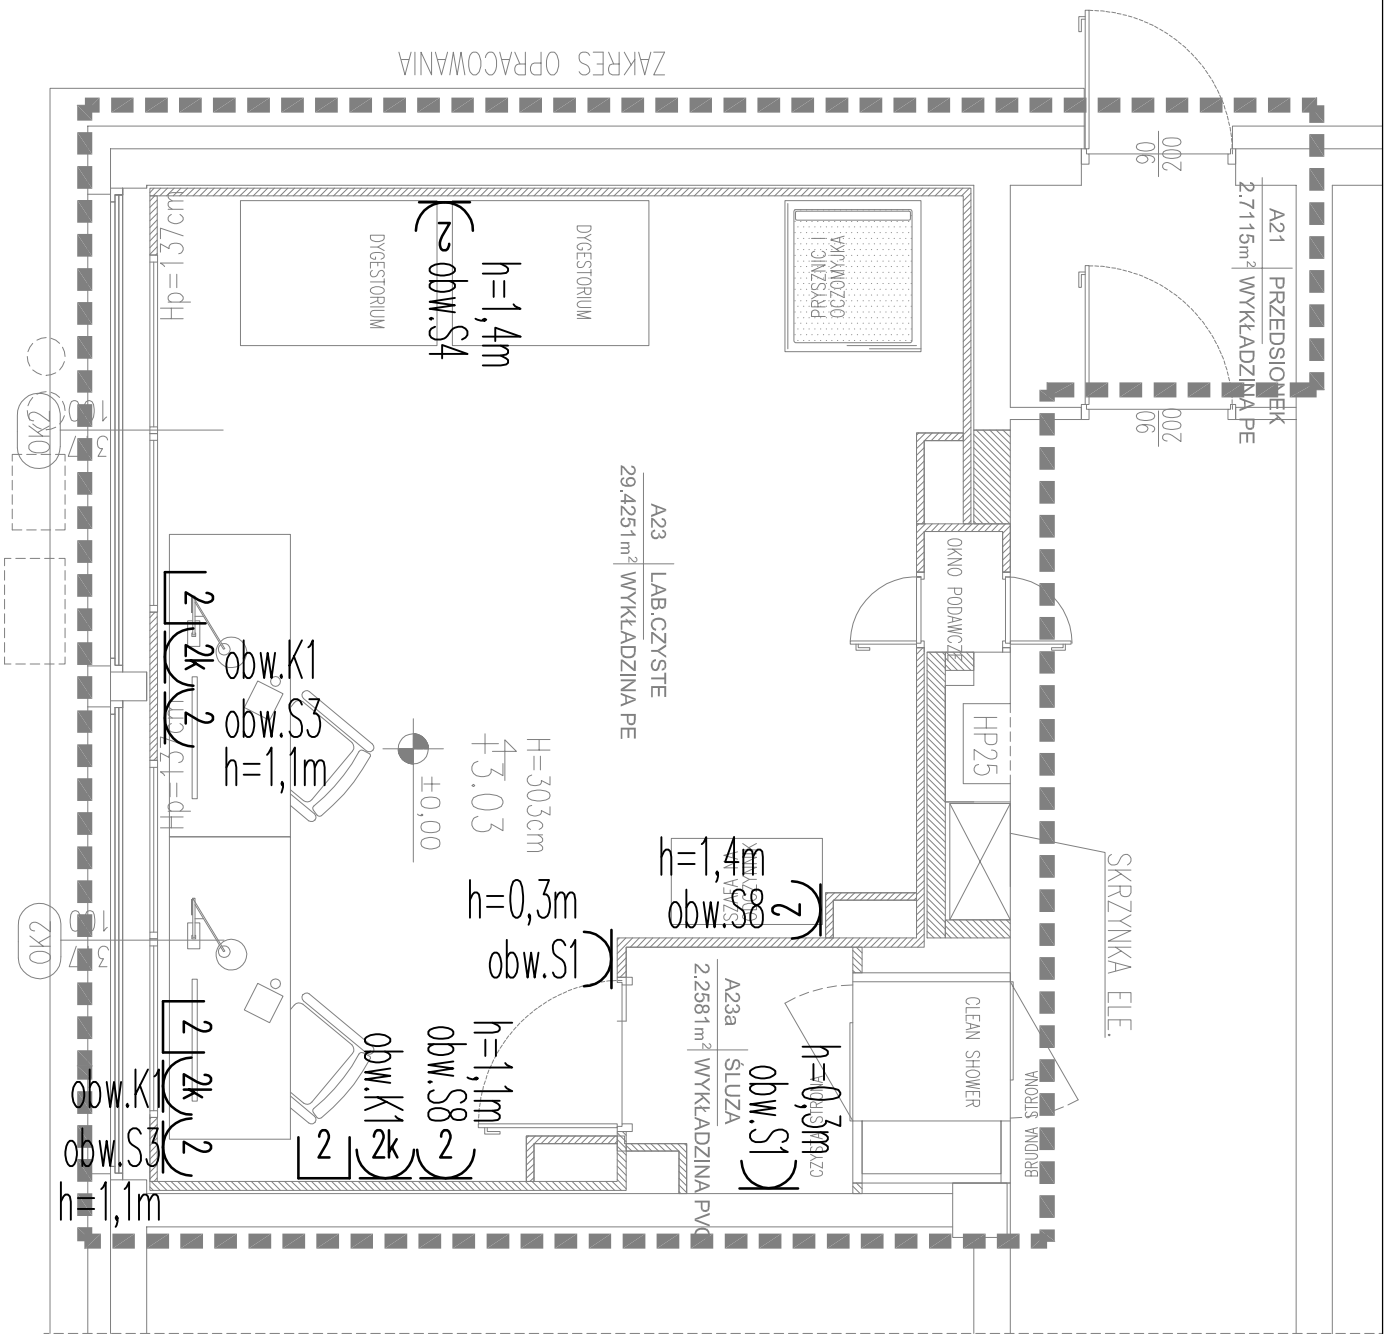 ZAKRES OPRACOWANIA
200
90
A21 PRZEDSIONEK
2.7115m² WYKŁADZINA PE
200
90
Hp=137cm
DYGESTORIUM
DYGESTORIUM
2
obw.S4
h=1,4m
PRYSZNIC I
OCZOMYJKA
OK2
A23 LAB.CZYSTE
29,4251m² WYKŁADZINA PE
OKNO PODAWCZE
2
2k
obw.K1
2
obw.S3
h=1,1m
±0,00
H=303cm
+3.03
HP25
SKRZYNKA ELE.
h=1,4m
obw.S8
2
h=0,3m
obw.S1
OK2
A23a ŚLUZA
2.2581m² WYKŁADZINA PVC
CLEAN SHOWER
BRUDNA STRONA
2
2k
obw.K1
2
obw.S3
h=1,1m
obw.K1
obw.S8
h=1,1m
2
2k
2
obw.S1
h=0,3m